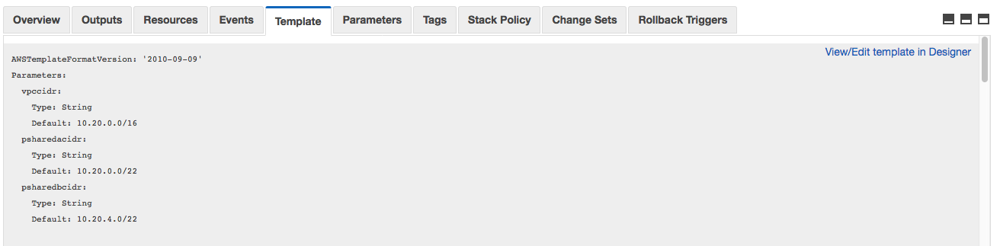 Overview Outputs Resources Events Template Parameters Tags Stack Policy Change Sets Rollback Triggers
View/Edit template in Designer
AWSTemplateFormatVersion: '2010-09-09'
Parameters:
  vpccidr:
    Type: String
    Default: 10.20.0.0/16
  psharedacidr:
    Type: String
    Default: 10.20.0.0/22
  psharedbcidr:
    Type: String
    Default: 10.20.4.0/22